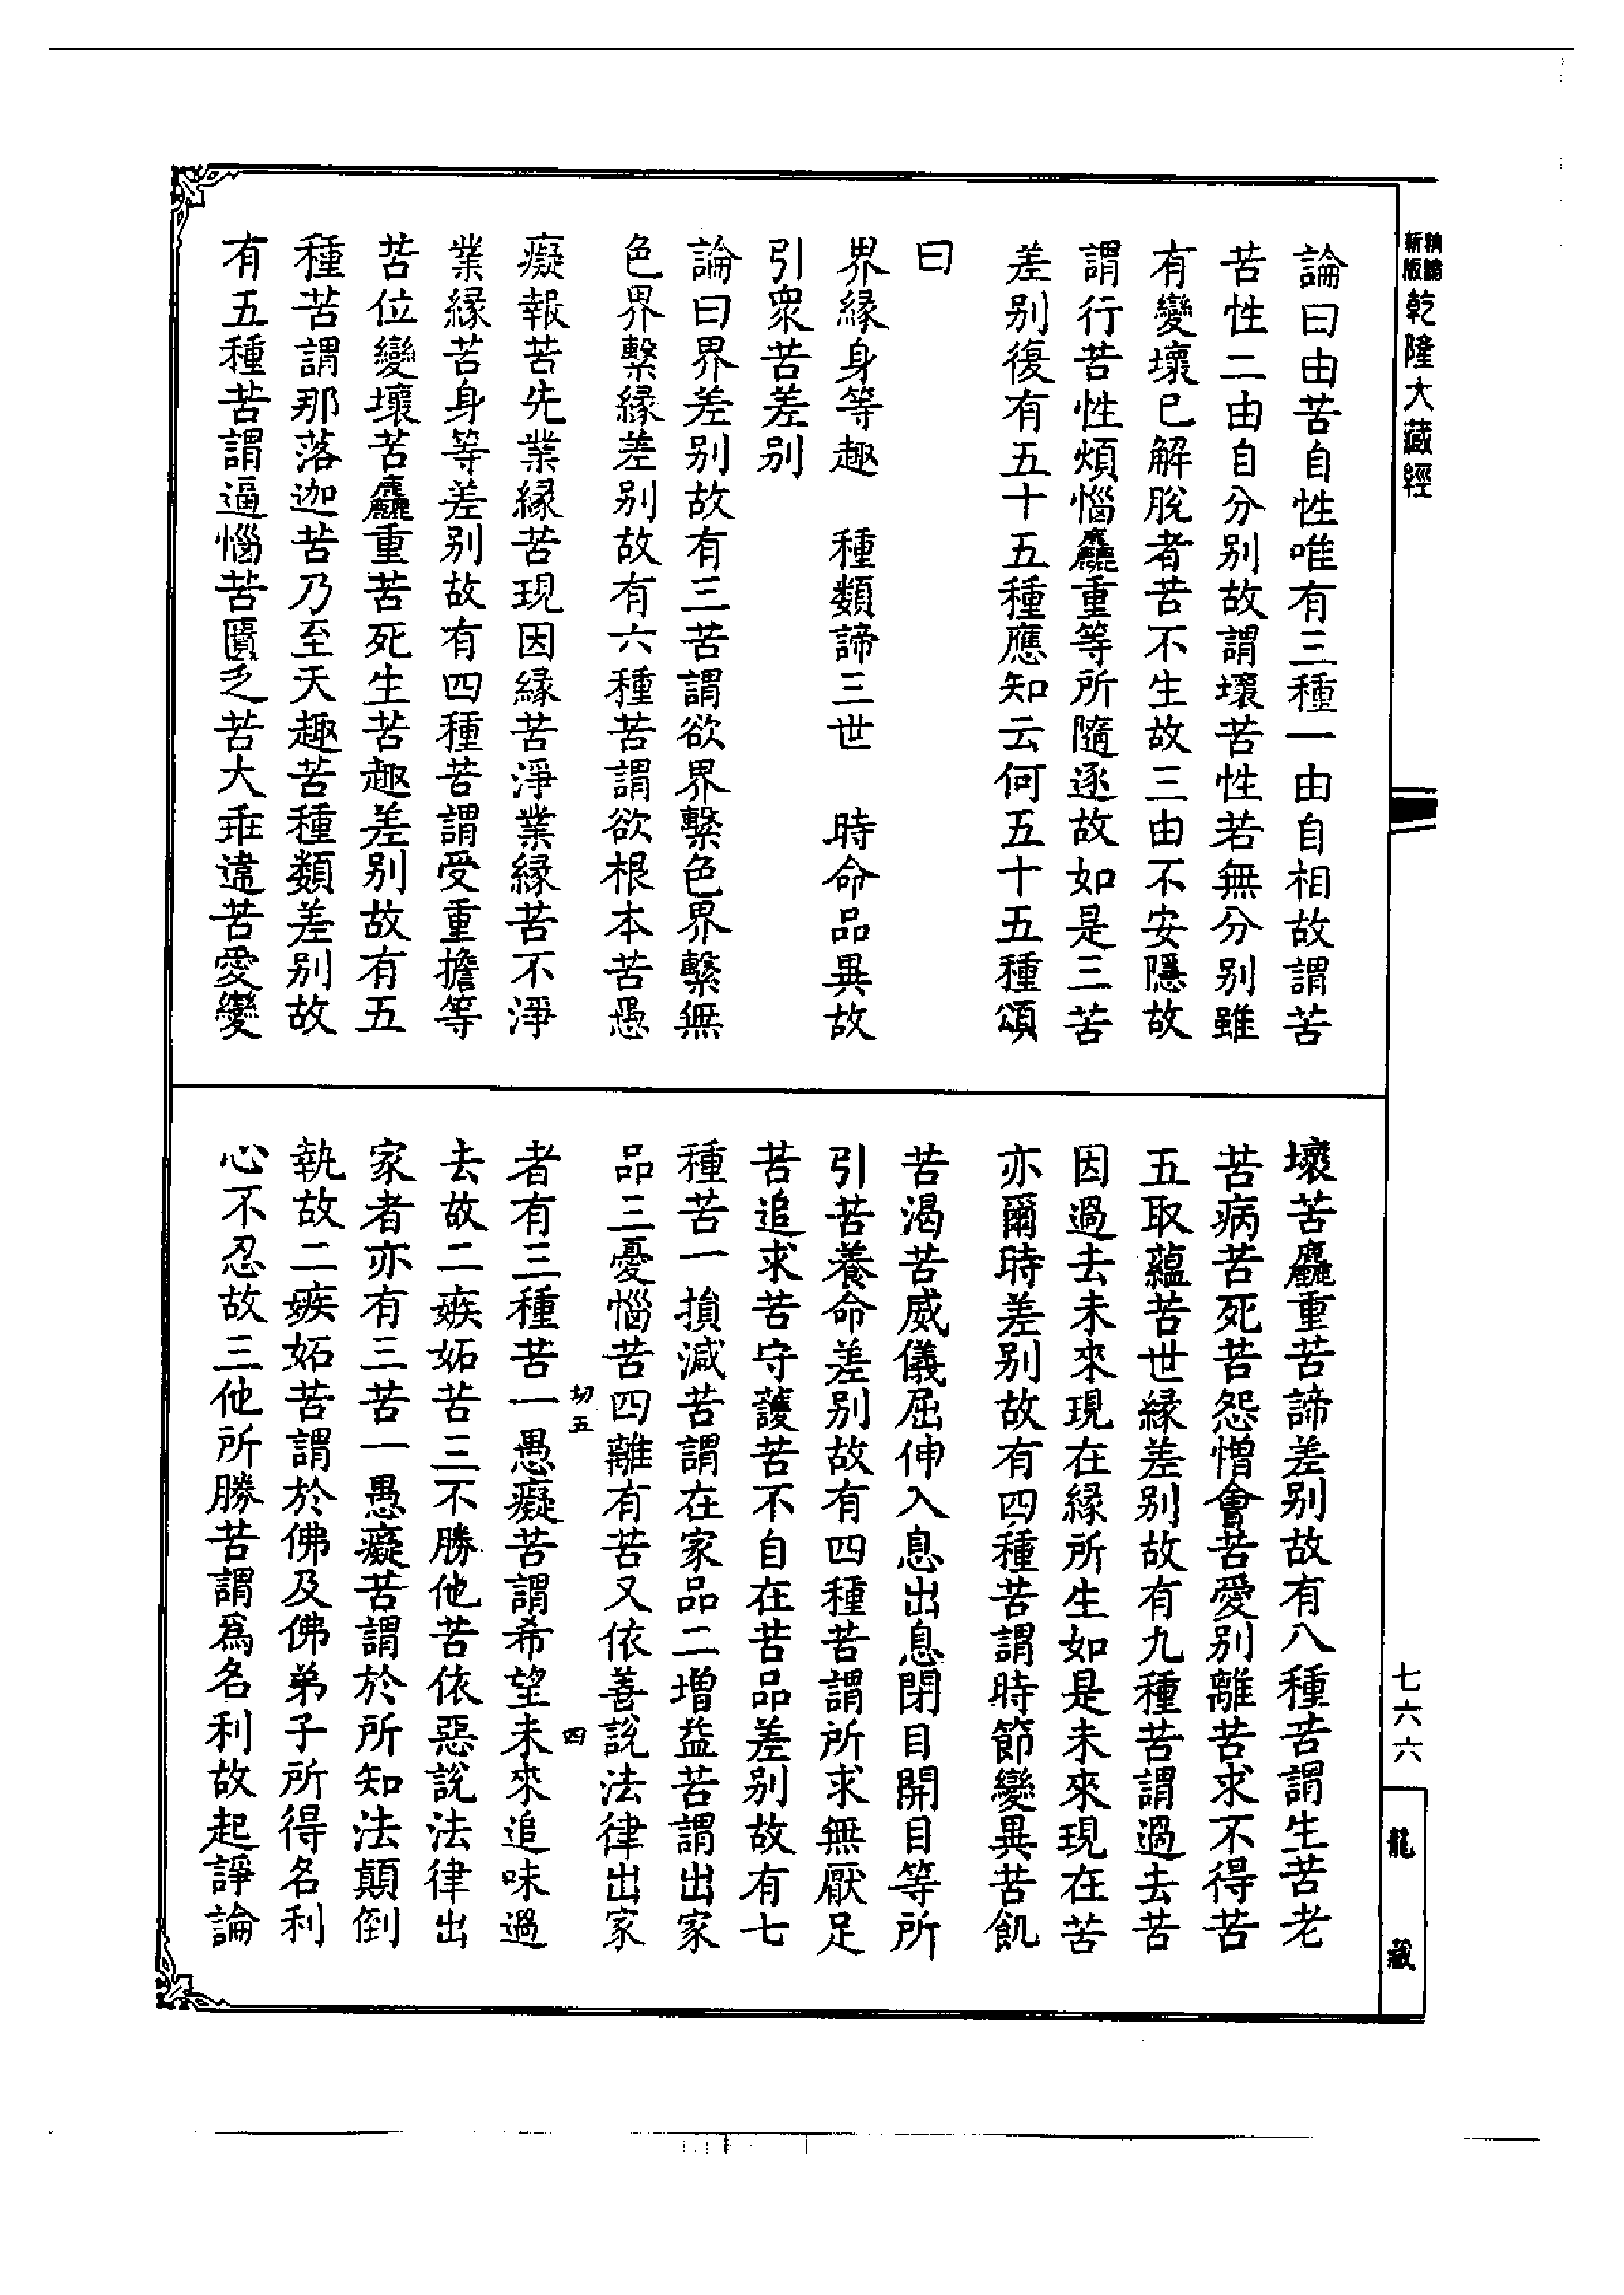 新版
精縮
乾隆大藏經
論曰由苦自性唯有三種一由自相故謂苦
苦性二由自分别故謂壞苦性若無分别雖
有變壞已解脫者苦不生故三由不安隱故
謂行苦性煩惱麤重等所隨逐故如是三苦
差别復有五十五種應知云何五十五種頌
曰
界緣身等趣　種類諦三世　時命品異故
引衆苦差别
論曰界差别故有三苦謂欲界繫色界繫無
色界繫緣差别故有六種苦謂欲根本苦愚
癡報苦先業緣苦現因緣苦淨業緣苦不淨
業緣苦身等差别故有四種苦謂受重擔等
苦位變壞苦麤重苦死生苦趣差别故有五
種苦謂那落迦苦乃至天趣苦種類差别故
有五種苦謂逼惱苦匱乏苦大乖違苦愛變
壞苦麤重苦諦差别故有八種苦謂生苦老
苦病苦死苦怨憎會苦愛别離苦求不得苦
五取蘊苦世緣差别故有九種苦謂過去苦
因過去未來現在緣所生如是未來現在苦
亦爾時差别故有四種苦謂時節變異苦飢
苦渴苦威儀屈伸入息出息閉目開目等所
引苦養命差别故有四種苦謂所求無厭足
苦追求苦守護苦不自在苦品差别故有七
種苦一損減苦謂在家品二增益苦謂出家
品三憂惱苦四離有苦又依善說法律出家
者有三種苦一愚癡苦謂希望未來追味過
去故二嫉妬苦三不勝他苦依惡說法律出
家者亦有三苦一愚癡苦謂於所知法顛倒
執故二嫉妬苦謂於佛及佛弟子所得名利
心不忍故三他所勝苦謂爲名利故起諍論
切五
四
七六六
龍藏